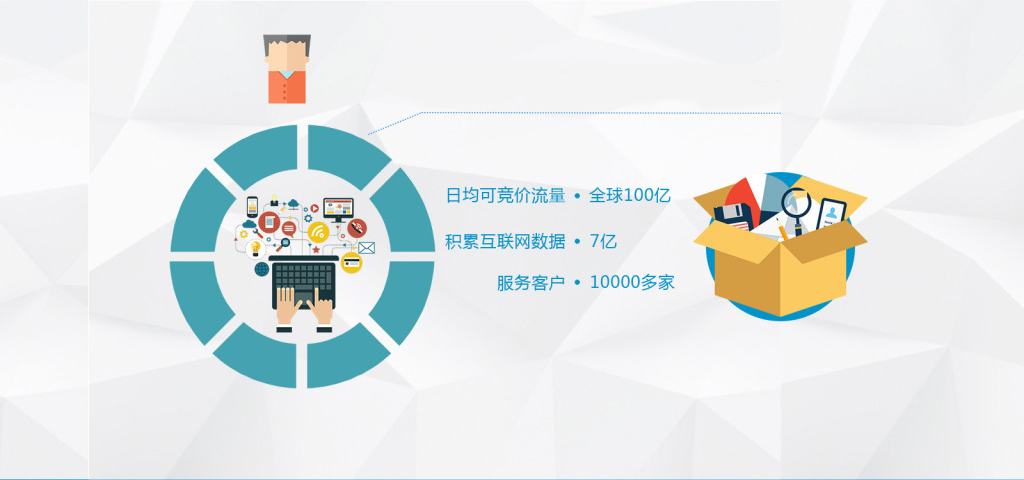 日均可竞价流量 • 全球100亿
积累互联网数据 • 7亿
服务客户 • 10000多家